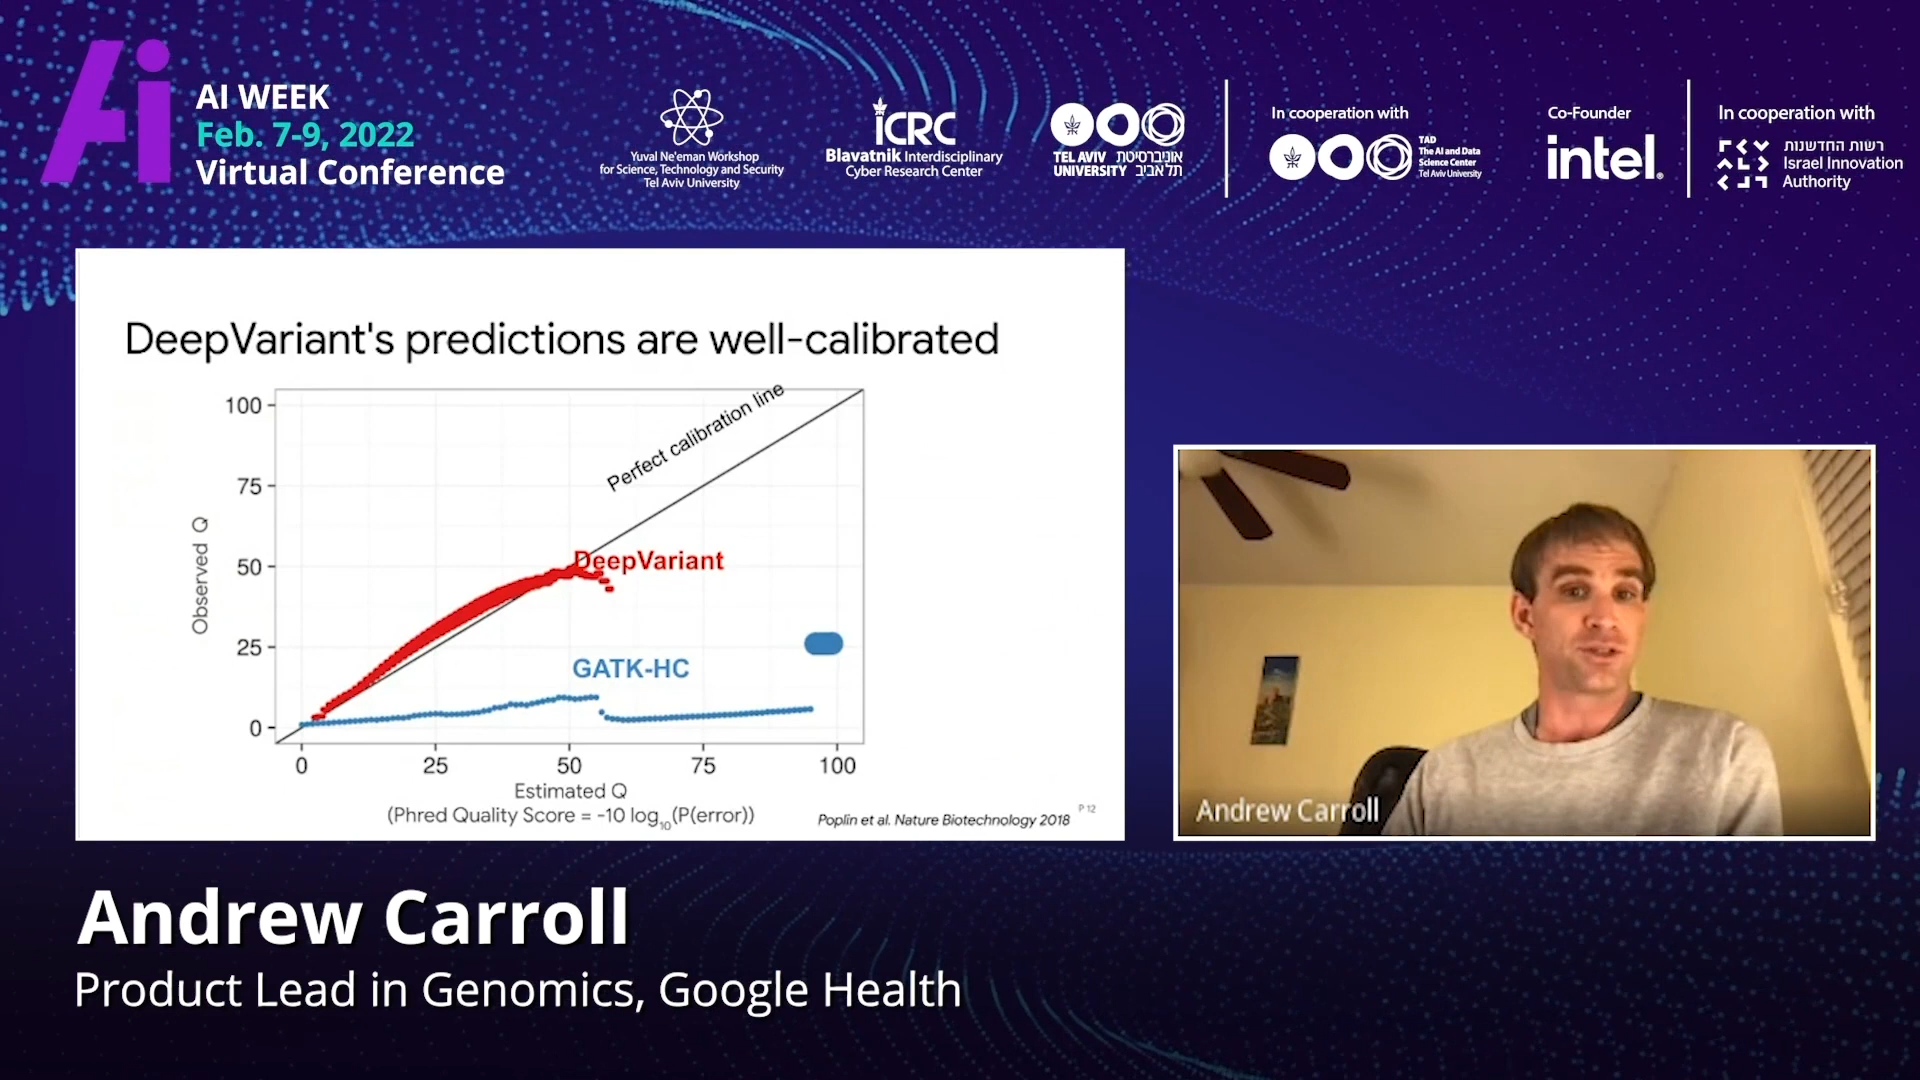 Ai
AI WEEK
Feb. 7-9, 2022
Virtual Conference
Yuval Ne'eman Workshop
for Science, Technology and Security
Tel Aviv University
iCRC
Blavatnik Interdisciplinary
Cyber Research Center
TEL AVIV אוניברסיטת
UNIVERSITY תל אביב
In cooperation with
TAD
The AI and Data
Science Center
Tel Aviv University
Co-Founder
intel.
In cooperation with
רשות החדשנות
Israel Innovation
Authority
DeepVariant's predictions are well-calibrated
100
75
50
25
0
Observed Q
Perfect calibration line
DeepVariant
GATK-HC
0 25 50 75 100
Estimated Q
(Phred Quality Score = -10 log10(P(error))
Poplin et al. Nature Biotechnology 2018
P 12
Andrew Carroll
Andrew Carroll
Product Lead in Genomics, Google Health